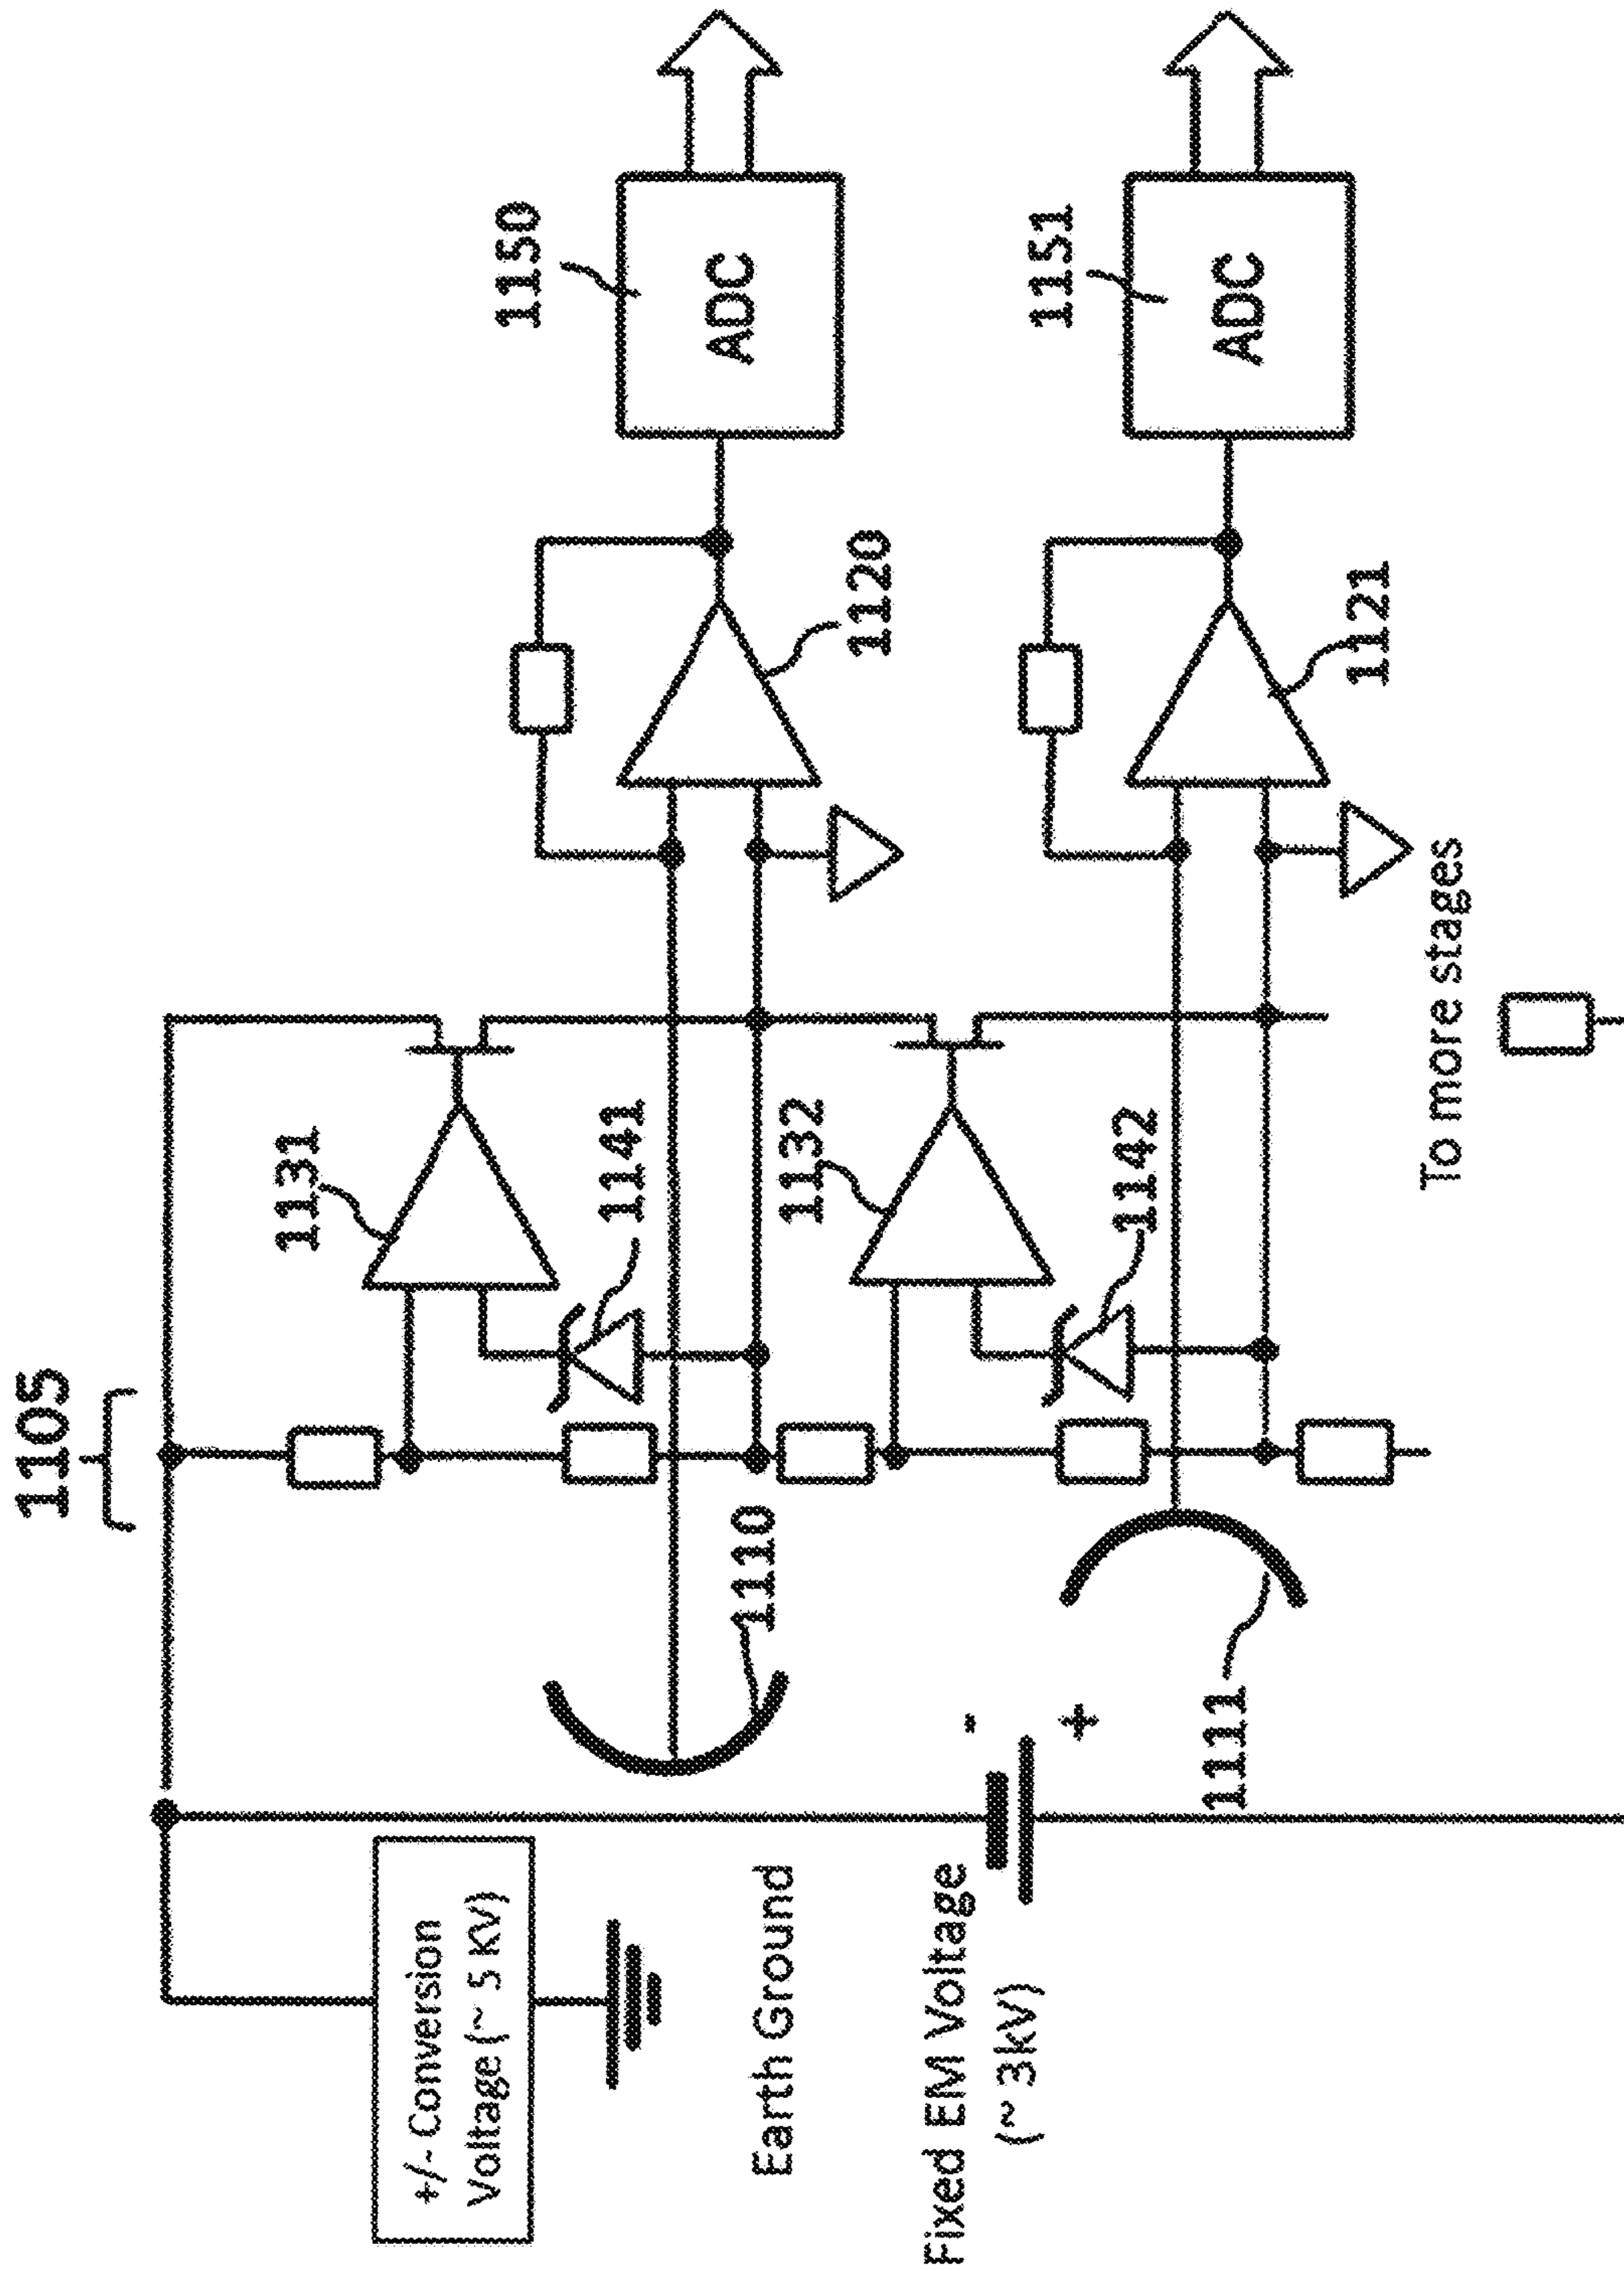 1105
1131
+/- Conversion
Voltage (~ 5 KV)
1150
1141
ADC
1110
Earth Ground
1132
1120
Fixed EM Voltage
-
(~ 3kV)
1151
+
1142
1111
ADC
1121
To more stages